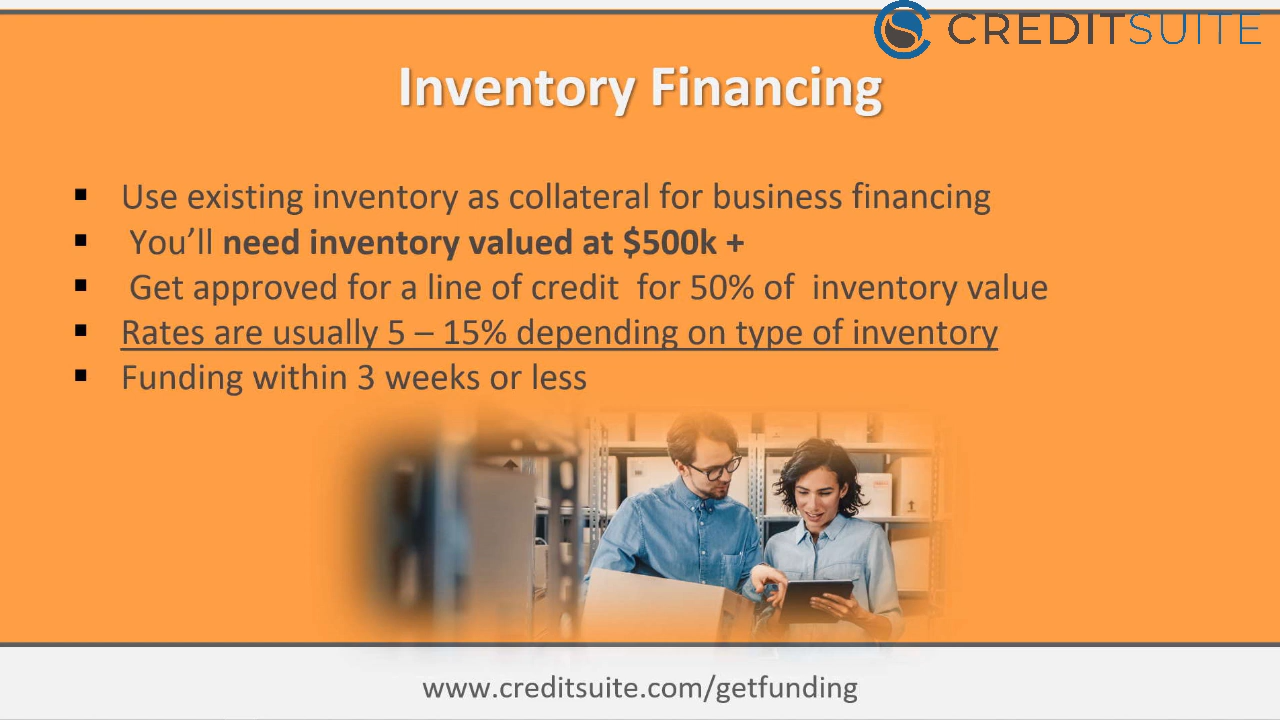 CREDITSUITE
Inventory Financing
▪ Use existing inventory as collateral for business financing
▪ You’ll need inventory valued at $500k +
▪ Get approved for a line of credit  for 50% of  inventory value
▪ Rates are usually 5 – 15% depending on type of inventory
▪ Funding within 3 weeks or less
www.creditsuite.com/getfunding